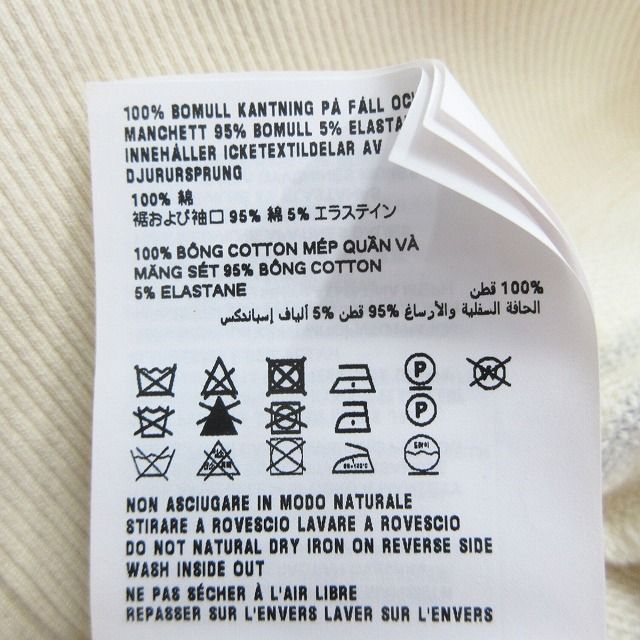 100% BOMULL KANTNING PÅ FÅLL
MANCHETT 95% BOMULL 5%
INNEHÅLLER ICKETEXTILDELAR AV
DJURURSPRUNG
100% 綿
裾および袖口 95% 綿 5% エラステイン
100% BÔNG COTTON MÉP QUẦN VÀ
MĂNG SÉT 95% BÔNG COTTON
5% ELASTANE
100% قطن
الحافة السفلية والأرساغ 95% قطن 5% ألياف إسباندكس
P W
P
NON ASCIUGARE IN MODO NATURALE
STIRARE A ROVESCIO LAVARE A ROVESCIO
DO NOT NATURAL DRY IRON ON REVERSE SIDE
WASH INSIDE OUT
NE PAS SÉCHER À L'AIR LIBRE
REPASSER SUR L'ENVERS LAVER SUR L'ENVERS